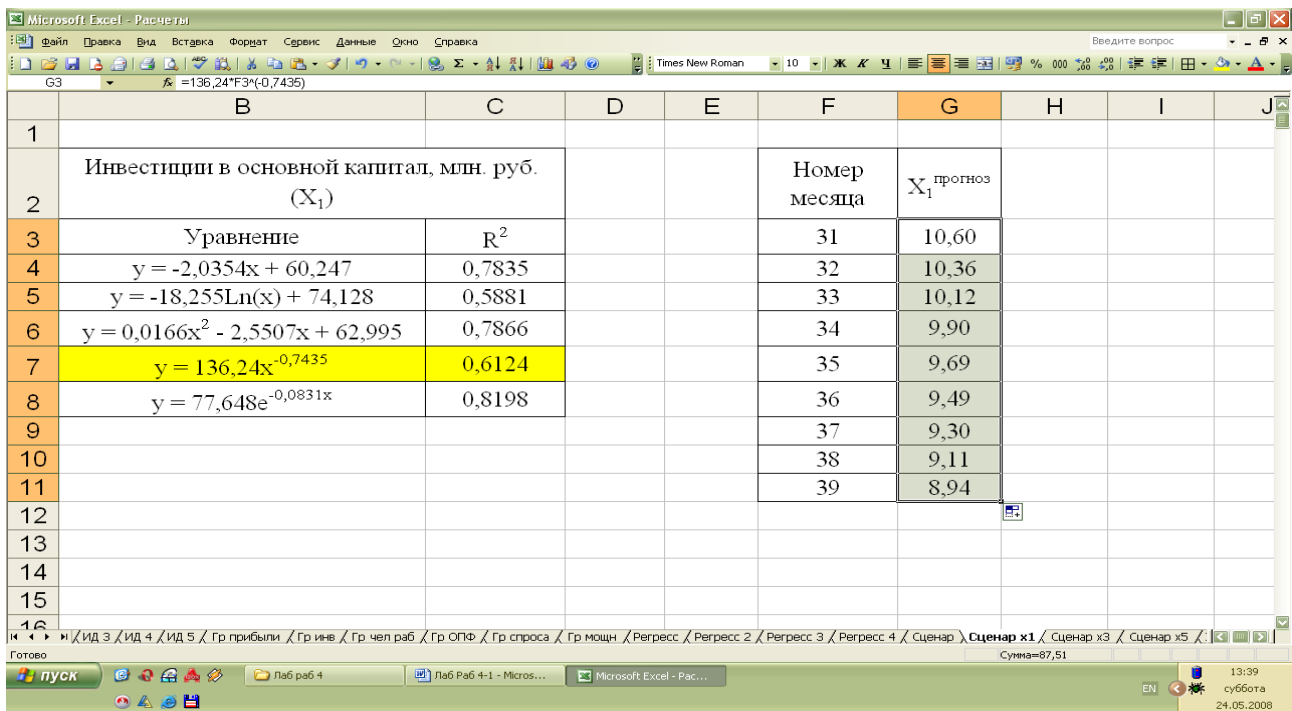 Microsoft Excel - Расчеты
Файл Правка Вид Вставка Формат Сервис Данные Окно Справка Введите вопрос
Times New Roman 10 Ж К Ч % 000
G3 fx =136,24*F3^(-0,7435)
B C D E F G H I J
1
2 Инвестиции в основной капитал, млн. руб. (X₁) Номер месяца X₁^прогноз
3 Уравнение R² 31 10,60
4 y = -2,0354x + 60,247 0,7835 32 10,36
5 y = -18,255Ln(x) + 74,128 0,5881 33 10,12
6 y = 0,0166x² - 2,5507x + 62,995 0,7866 34 9,90
7 y = 136,24x^-0,7435 0,6124 35 9,69
8 y = 77,648e^-0,0831x 0,8198 36 9,49
9 37 9,30
10 38 9,11
11 39 8,94
12
13
14
15
16
ИД 3 ИД 4 ИД 5 Гр прибыли Гр инв Гр чел раб Гр ОПФ Гр спроса Гр мощн Регресс Регресс 2 Регресс 3 Регресс 4 Сценар Сценар x1 Сценар x3 Сценар x5
Готово Сумма=87,51
пуск Лаб раб 4 Лаб Раб 4-1 - Micros... Microsoft Excel - Рас... EN 13:39
суббота
24.05.2008